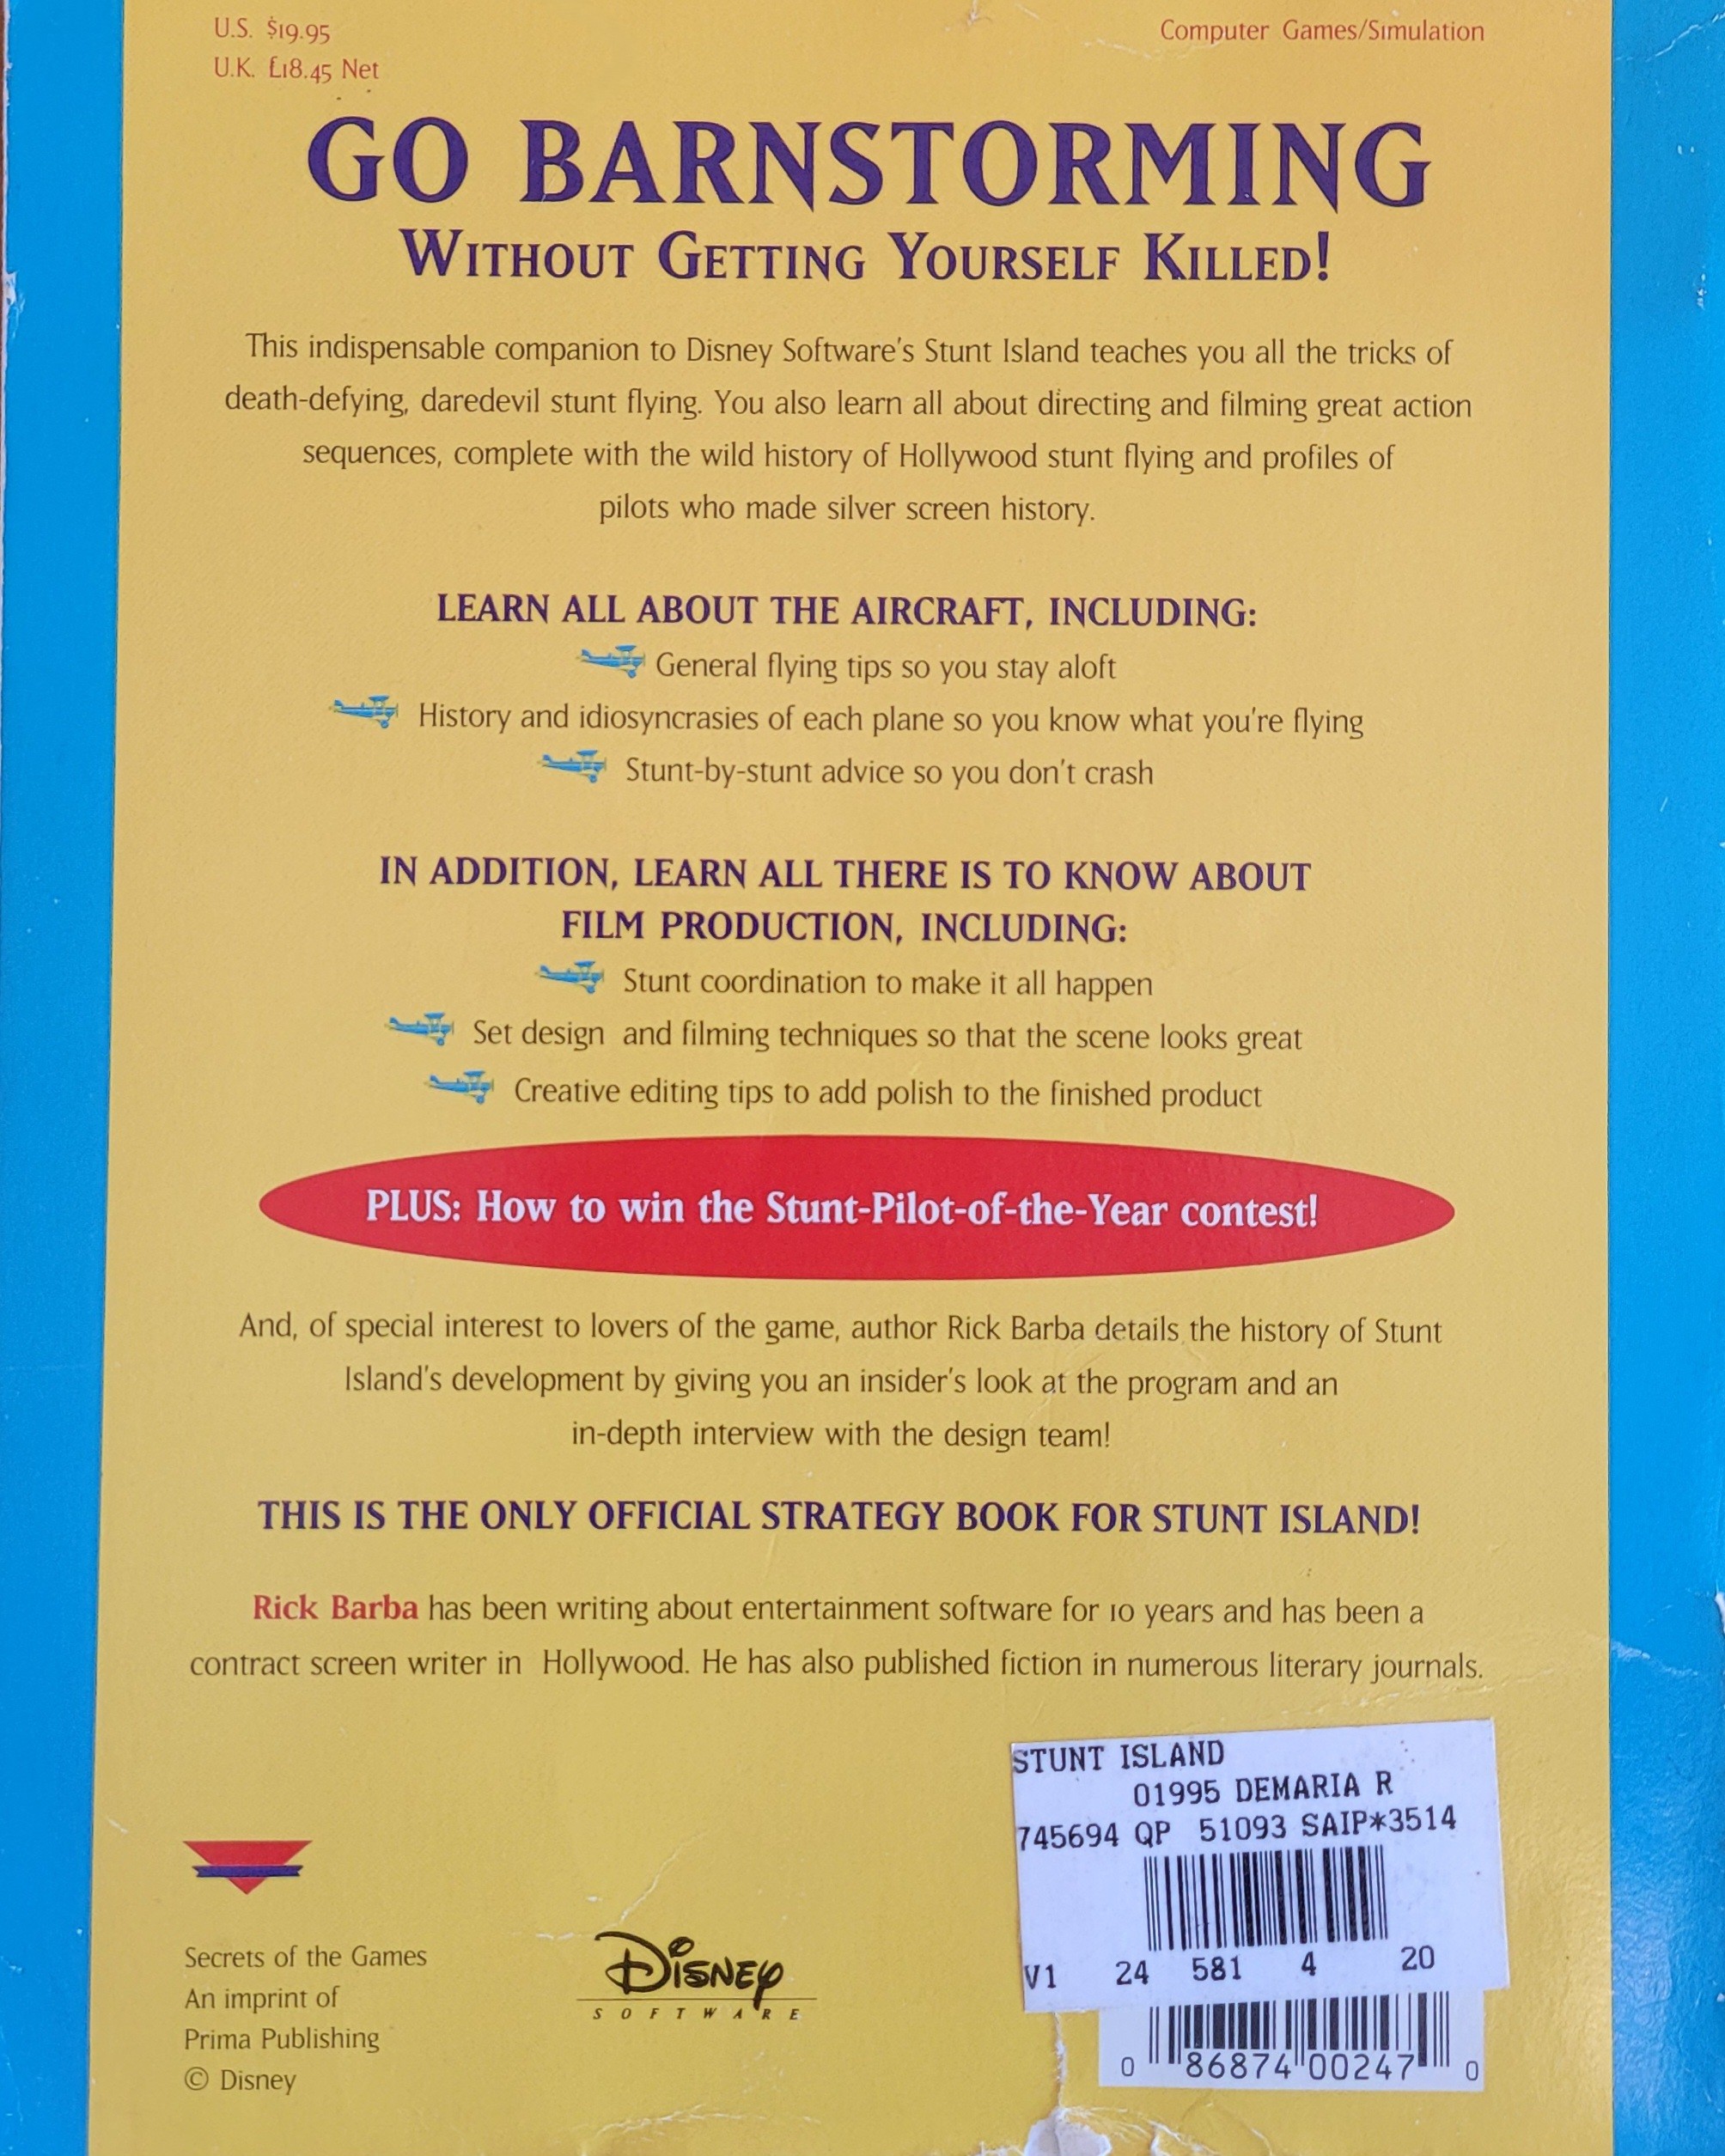 U.S. $19.95
U.K. £18.45 Net
Computer Games/Simulation
GO BARNSTORMING
WITHOUT GETTING YOURSELF KILLED!
This indispensable companion to Disney Software's Stunt Island teaches you all the tricks of
death-defying, daredevil stunt flying. You also learn all about directing and filming great action
sequences, complete with the wild history of Hollywood stunt flying and profiles of
pilots who made silver screen history.
LEARN ALL ABOUT THE AIRCRAFT, INCLUDING:
General flying tips so you stay aloft
History and idiosyncrasies of each plane so you know what you're flying
Stunt-by-stunt advice so you don't crash
IN ADDITION, LEARN ALL THERE IS TO KNOW ABOUT
FILM PRODUCTION, INCLUDING:
Stunt coordination to make it all happen
Set design and filming techniques so that the scene looks great
Creative editing tips to add polish to the finished product
PLUS: How to win the Stunt-Pilot-of-the-Year contest!
And, of special interest to lovers of the game, author Rick Barba details the history of Stunt
Island's development by giving you an insider's look at the program and an
in-depth interview with the design team!
THIS IS THE ONLY OFFICIAL STRATEGY BOOK FOR STUNT ISLAND!
Rick Barba has been writing about entertainment software for 10 years and has been a
contract screen writer in Hollywood. He has also published fiction in numerous literary journals.
Secrets of the Games
An imprint of
Prima Publishing
© Disney
DISNEY
SOFTWARE
STUNT ISLAND
01995 DEMARIA R
745694 QP 51093 SAIP*3514
V1 24 581 4 20
0 86874 00247 0